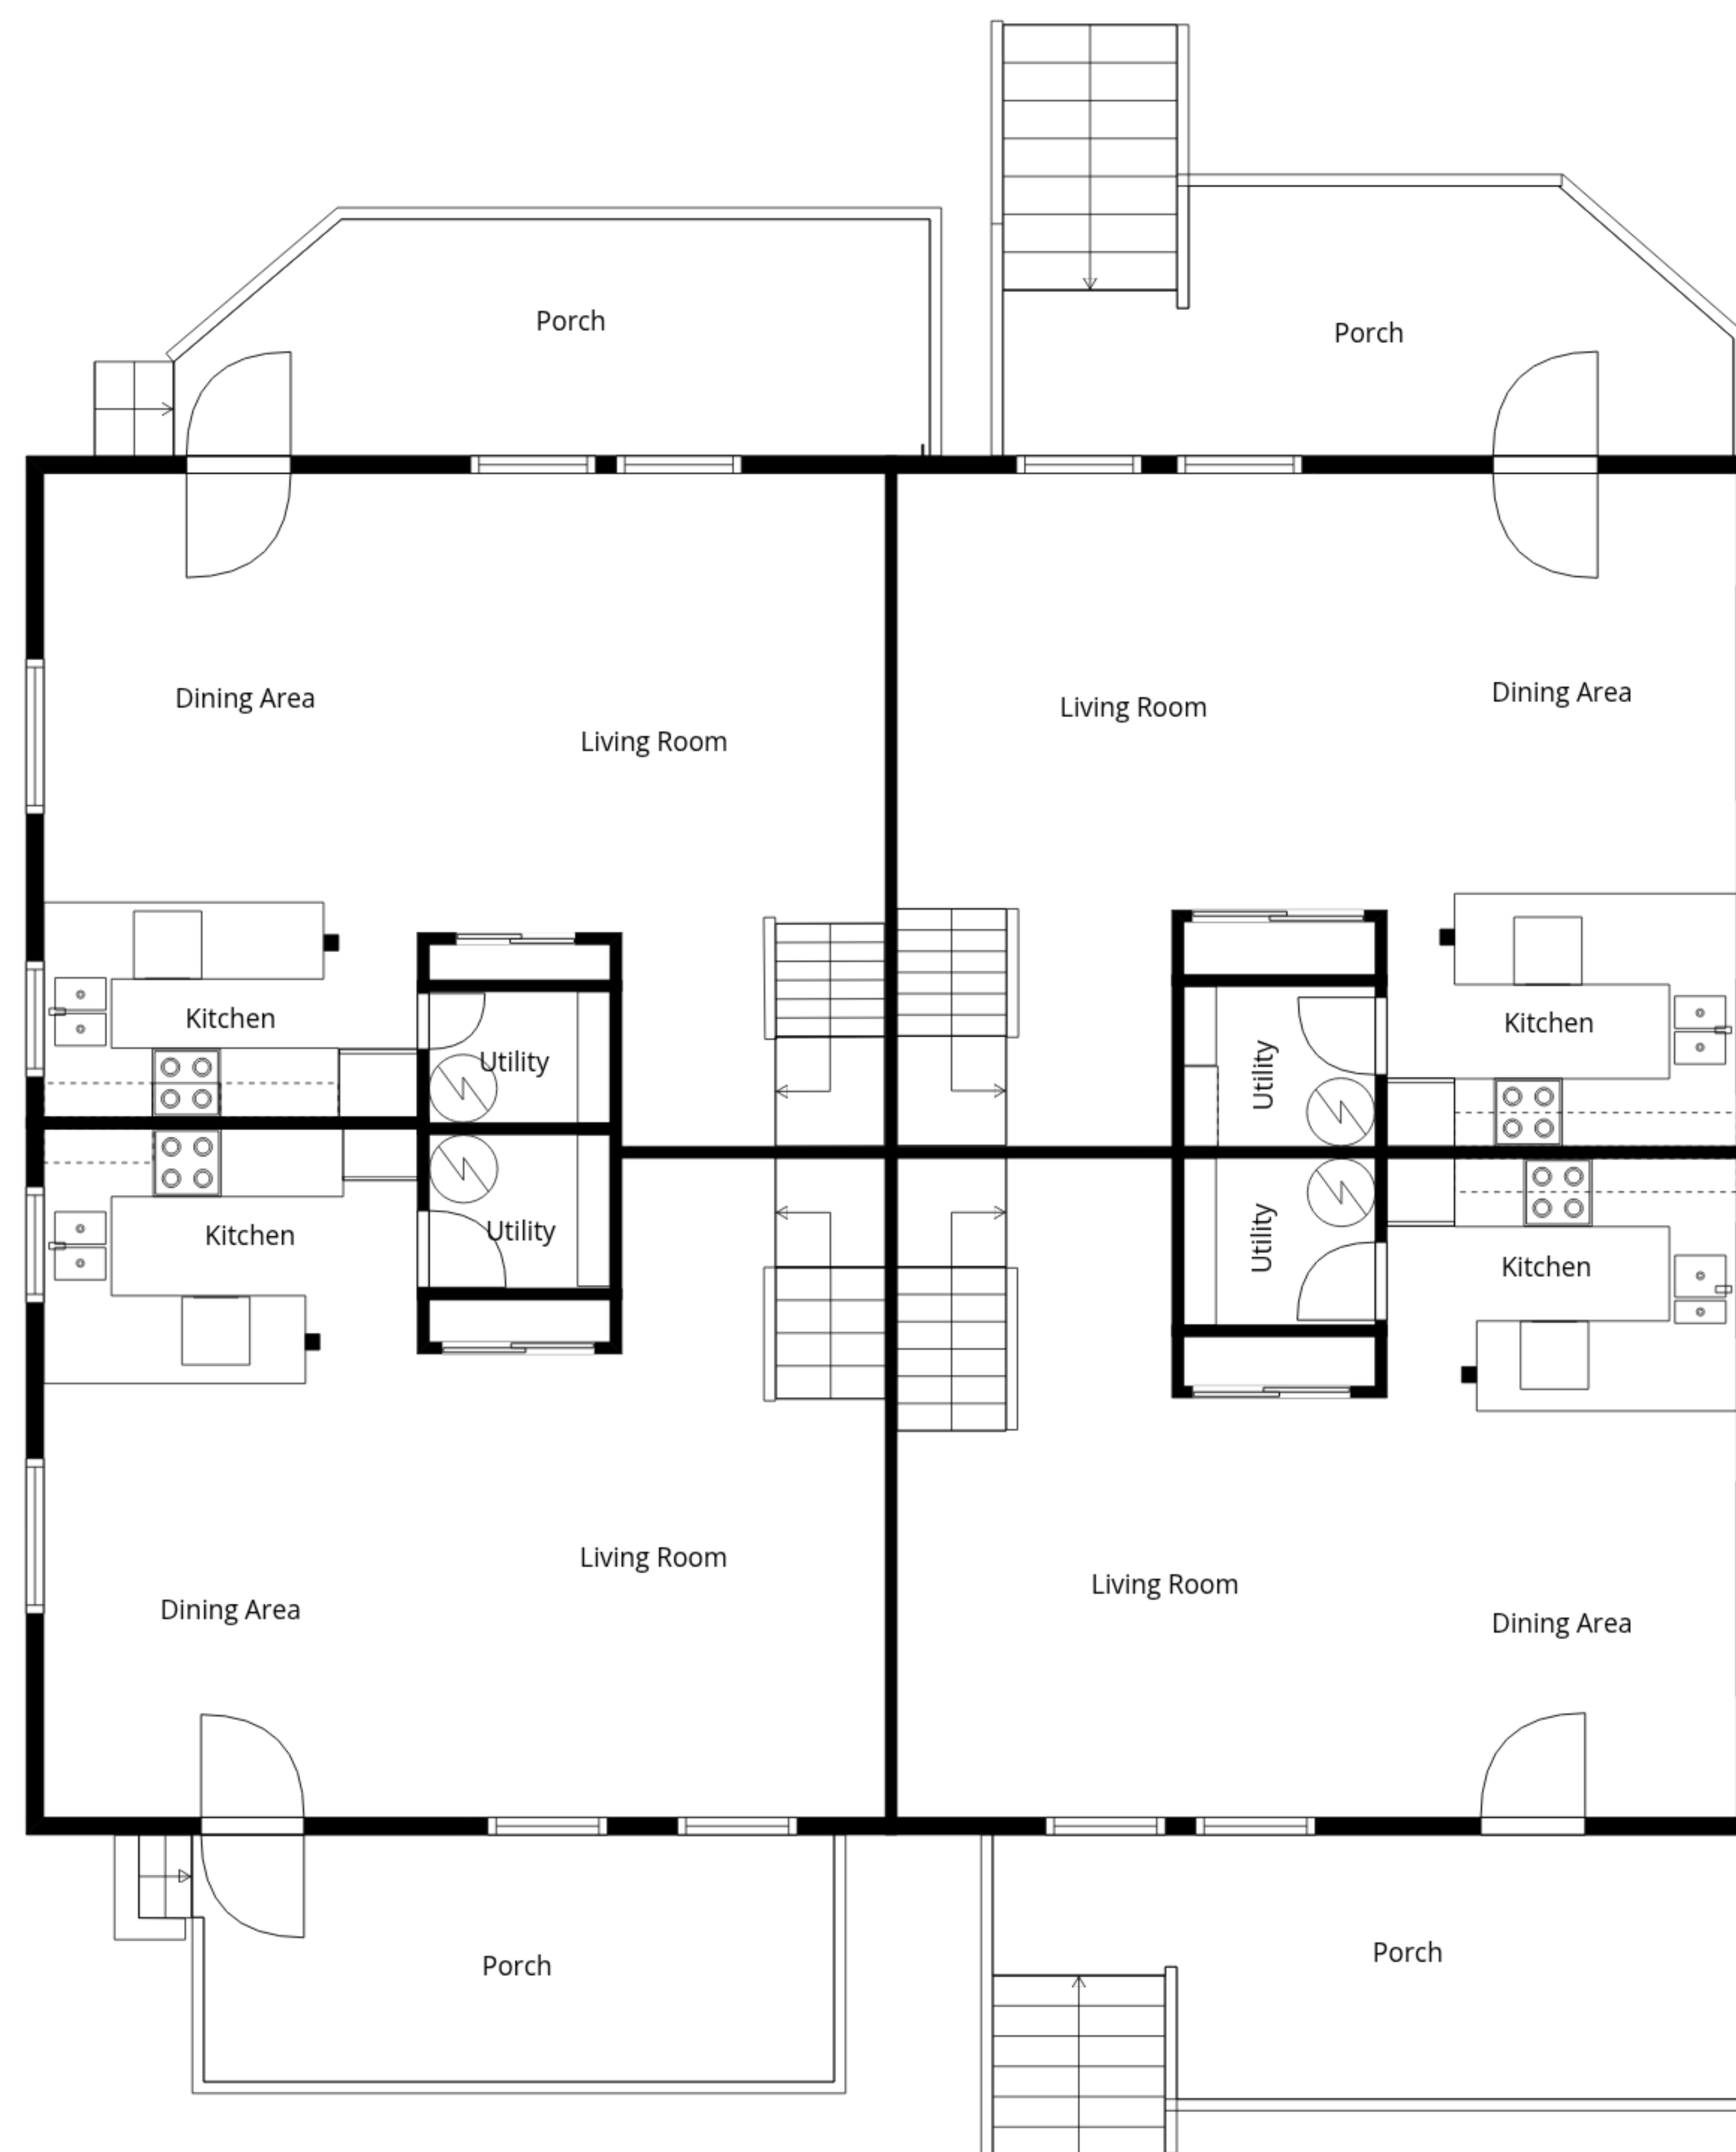 Porch
Porch
Dining Area
Living Room
Living Room
Dining Area
Kitchen
Utility
Utility
Kitchen
Kitchen
Utility
Utility
Kitchen
Living Room
Dining Area
Living Room
Dining Area
Porch
Porch